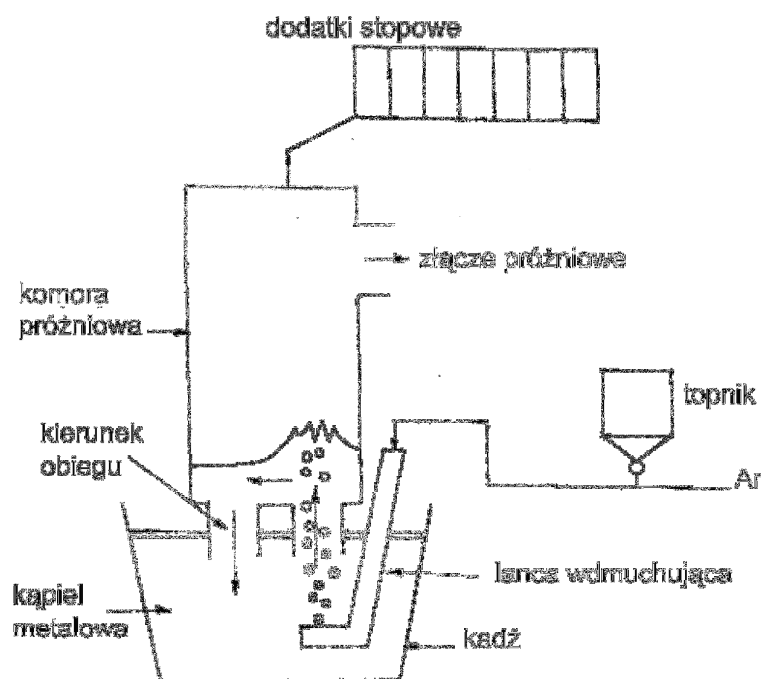 dodatki stopowe
złącze próżniowe
komora
próżniowa
topnik
kierunek
obiegu
Ar
lanca wdmuchująca
kąpiel
metalowa
kadź